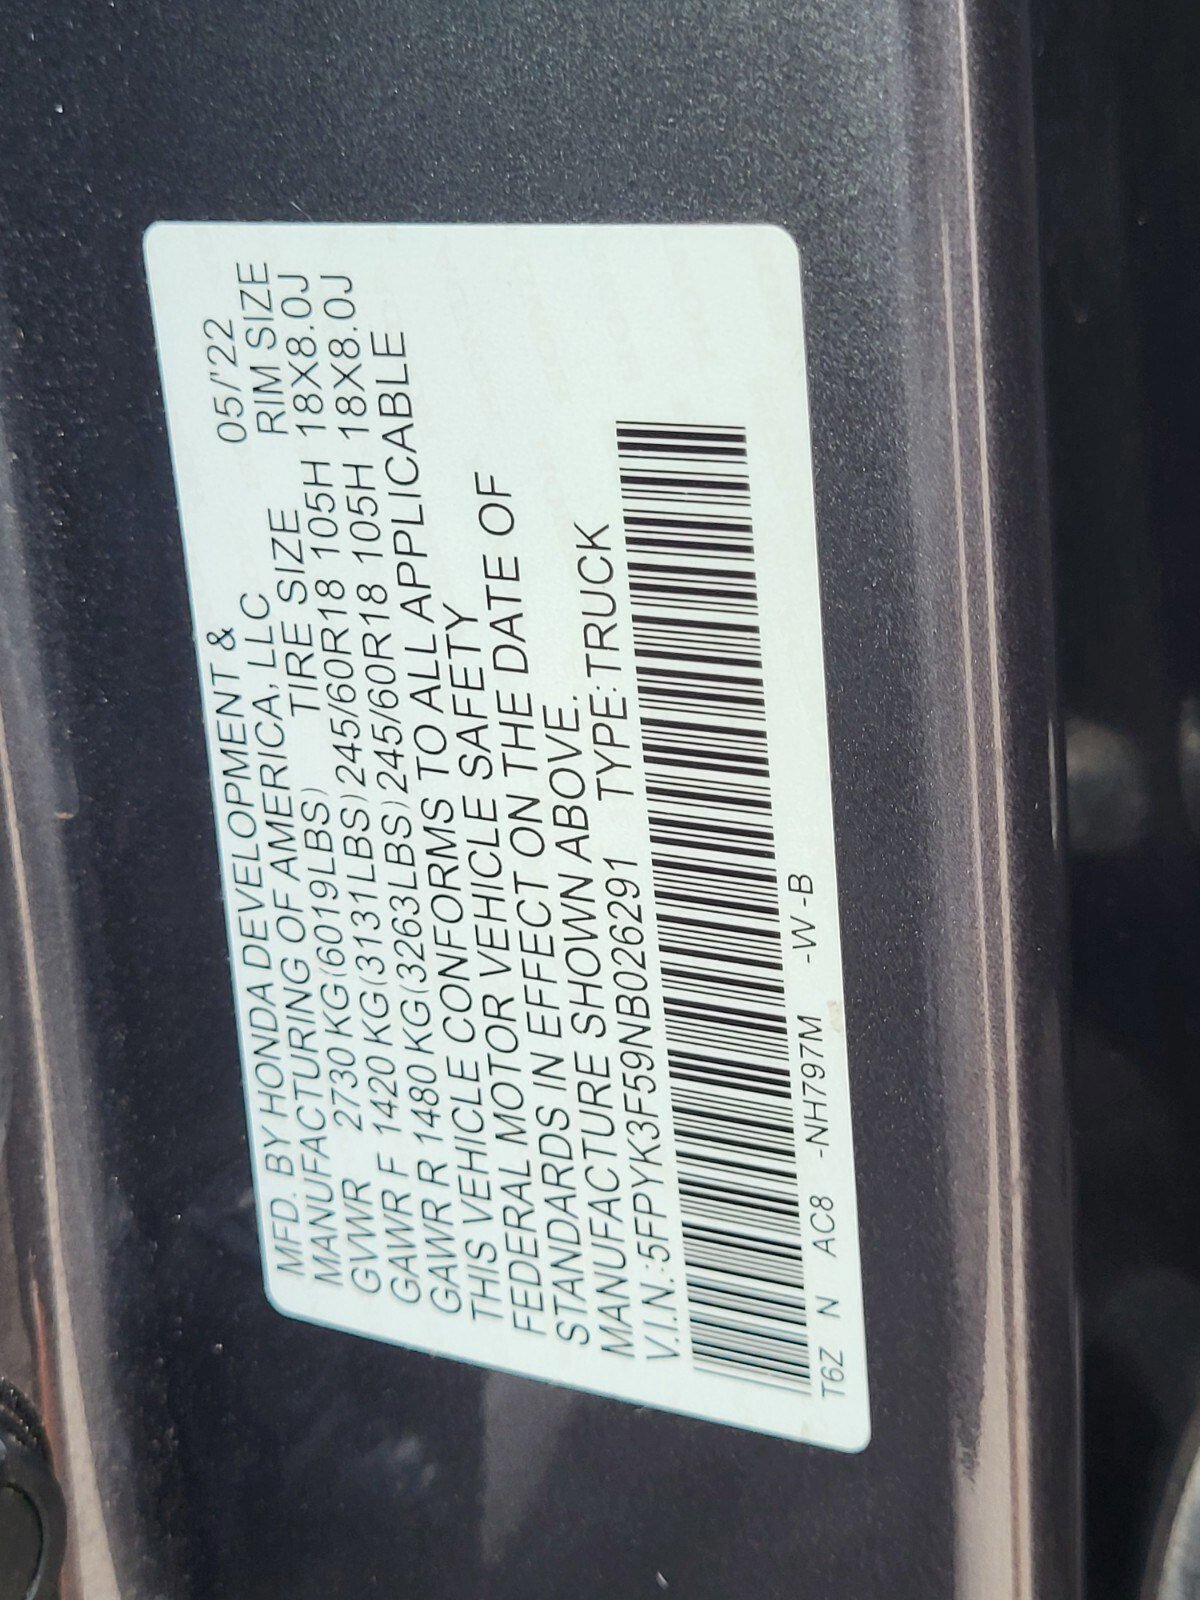 MFD. BY HONDA DEVELOPMENT &
MANUFACTURING OF AMERICA, LLC 05/'22
GVWR 2730 KG(6019LBS) TIRE SIZE RIM SIZE
GAWR F 1420 KG(3131LBS) 245/60R18 105H 18X8.0J
GAWR R 1480 KG(3263LBS) 245/60R18 105H 18X8.0J
THIS VEHICLE CONFORMS TO ALL APPLICABLE
FEDERAL MOTOR VEHICLE SAFETY
STANDARDS IN EFFECT ON THE DATE OF
MANUFACTURE SHOWN ABOVE.
V.I.N.:5FPYK3F59NB026291 TYPE:TRUCK
T6Z N AC8 -NH797M -W-B